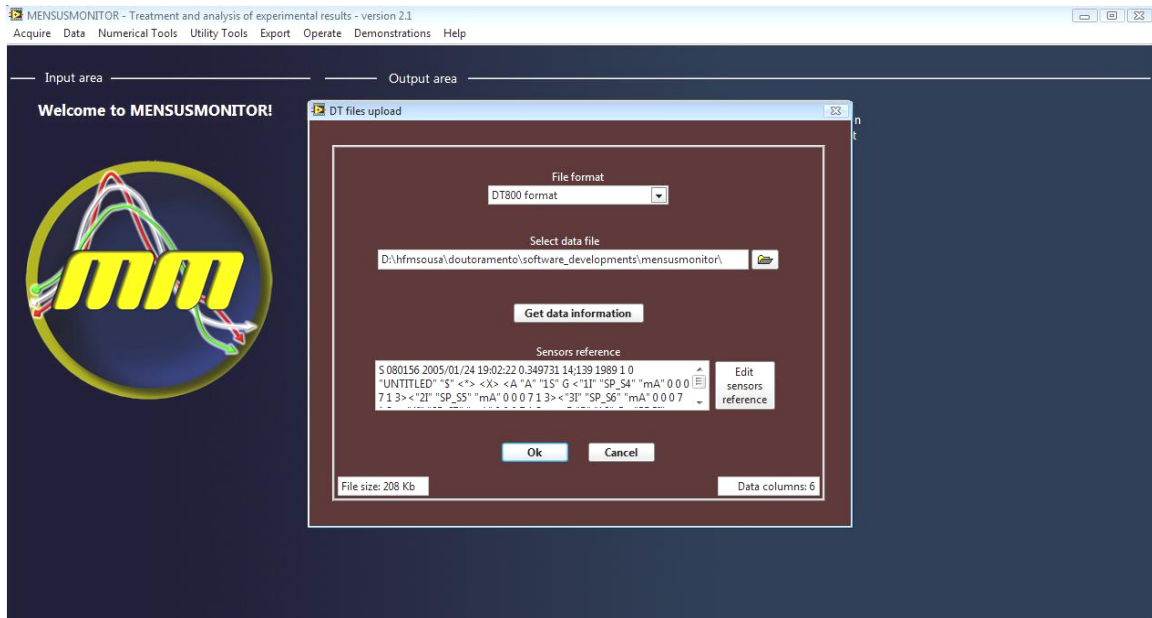 MENSUSMONITOR - Treatment and analysis of experimental results - version 2.1
Acquire Data Numerical Tools Utility Tools Export Operate Demonstrations Help
Input area
Output area
Welcome to MENSUSMONITOR!
MM
DT files upload
n
t
File format
DT800 format
Select data file
D:\hfmsousa\doutoramento\software_developments\mensusmonitor\
Get data information
Sensors reference
S 080156 2005/01/24 19:02:22 0.349731 14;139 1989 1 0
"UNTITLED" "S" <*> <X> <A "A" "1S" G <"1I" "SP_S4" "mA" 0 0 0
7 1 3> <"2I" "SP_S5" "mA" 0 0 0 7 1 3> <"3I" "SP_S6" "mA" 0 0 0 7
Edit
sensors
reference
Ok
Cancel
File size: 208 Kb
Data columns: 6